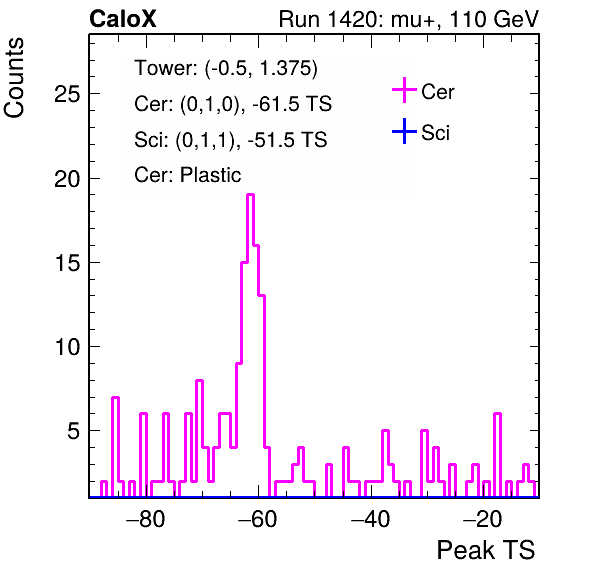 CaloX Run 1420: mu+, 110 GeV
Counts
Tower: (-0.5, 1.375)
Cer: (0,1,0), -61.5 TS
Sci: (0,1,1), -51.5 TS
Cer: Plastic
Cer
Sci
25
20
15
10
5
−80 −60 −40 −20
Peak TS